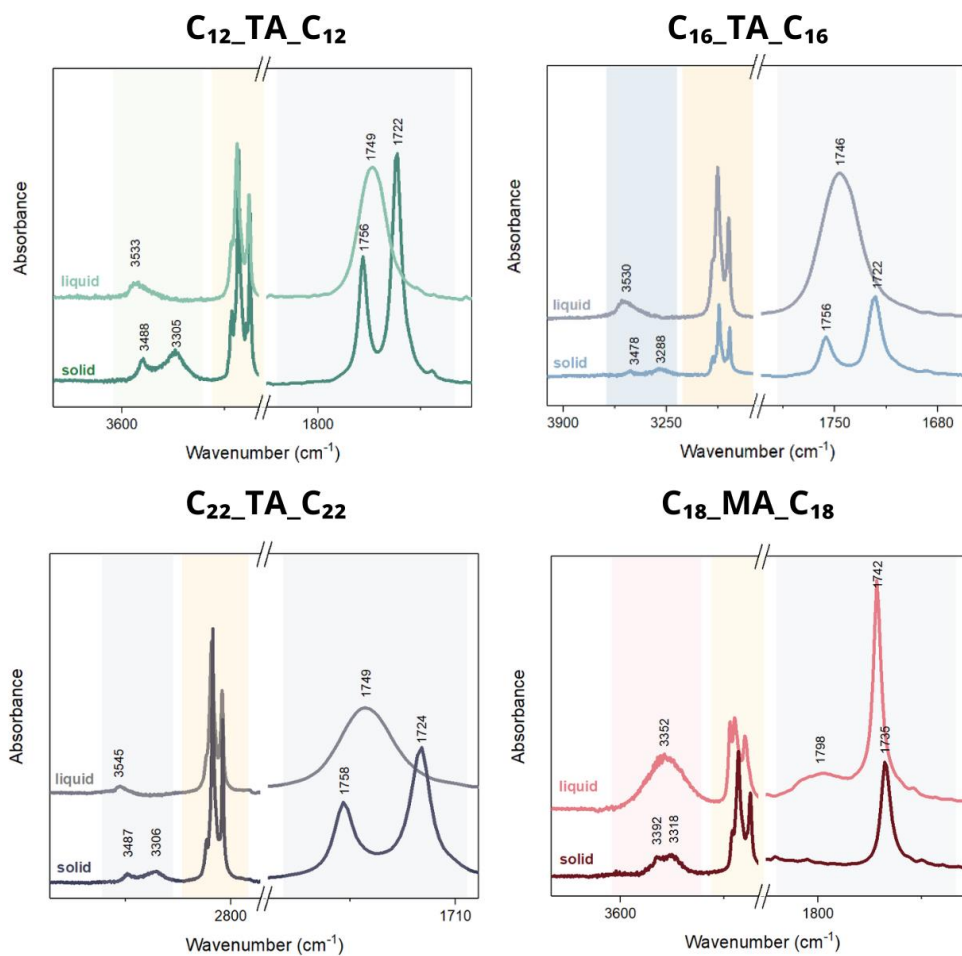 C₁₂_TA_C₁₂
Absorbance
1749
1722
1756
3533
liquid
3488
3305
solid
3600
1800
Wavenumber (cm⁻¹)
C₁₆_TA_C₁₆
Absorbance
1746
3530
liquid
1722
1756
3478
3288
solid
3900
3250
1750
1680
Wavenumber (cm⁻¹)
C₂₂_TA_C₂₂
Absorbance
1749
1724
3545
liquid
1758
3487
3306
solid
2800
1710
Wavenumber (cm⁻¹)
C₁₈_MA_C₁₈
Absorbance
1742
3352
1798
1735
liquid
3392
3318
solid
3600
1800
Wavenumber (cm⁻¹)